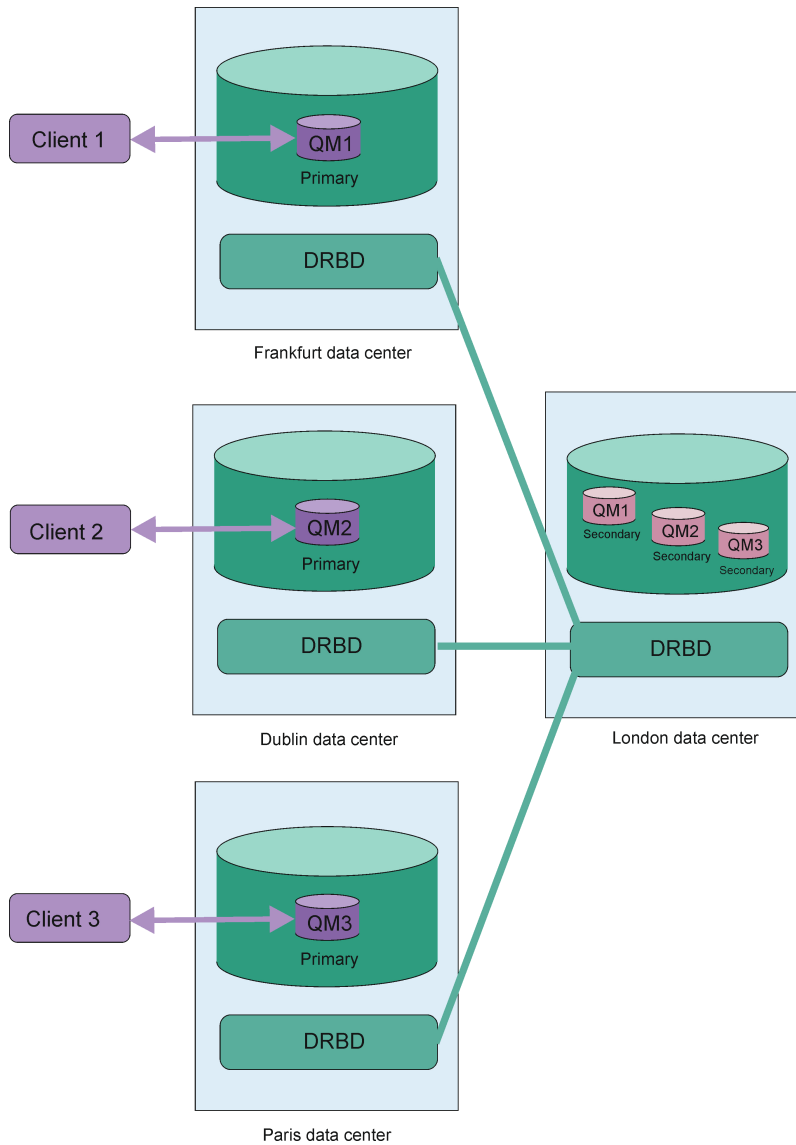 Client 1
QM1
Primary
DRBD
Frankfurt data center
Client 2
QM2
Primary
DRBD
Dublin data center
QM1
Secondary
QM2
Secondary
QM3
Secondary
DRBD
London data center
Client 3
QM3
Primary
DRBD
Paris data center